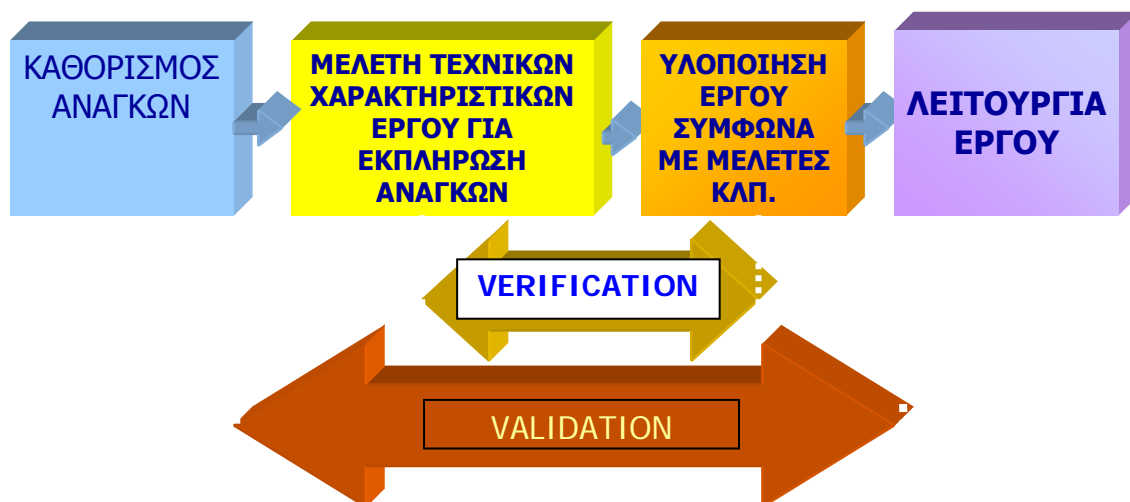 ΚΑΘΟΡΙΣΜΟΣ
ΑΝΑΓΚΩΝ
ΜΕΛΕΤΗ ΤΕΧΝΙΚΩΝ
ΧΑΡΑΚΤΗΡΙΣΤΙΚΩΝ
ΕΡΓΟΥ ΓΙΑ
ΕΚΠΛΗΡΩΣΗ
ΑΝΑΓΚΩΝ
ΥΛΟΠΟΙΗΣΗ
ΕΡΓΟΥ
ΣΥΜΦΩΝΑ
ΜΕ ΜΕΛΕΤΕΣ
ΚΛΠ.
ΛΕΙΤΟΥΡΓΙΑ
ΕΡΓΟΥ
VERIFICATION
VALIDATION